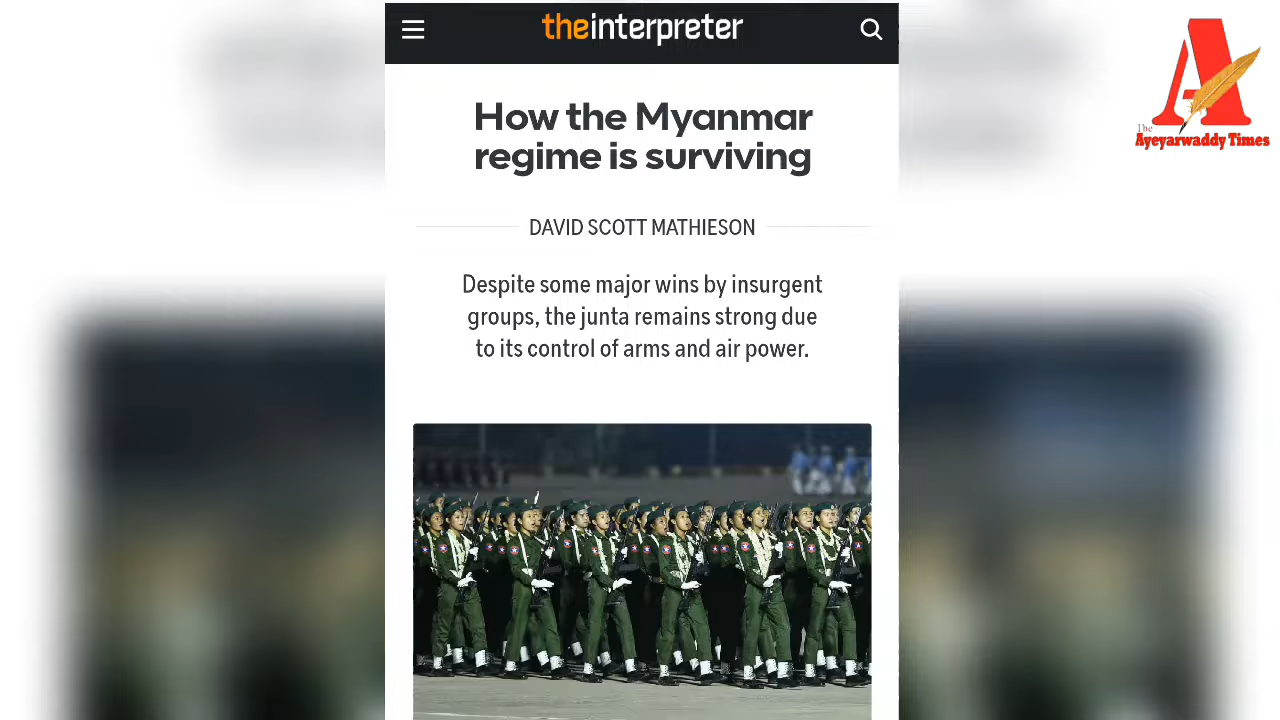 theinterpreter
How the Myanmar
regime is surviving
DAVID SCOTT MATHIESON
Despite some major wins by insurgent
groups, the junta remains strong due
to its control of arms and air power.
The
Ayeyarwaddy Times